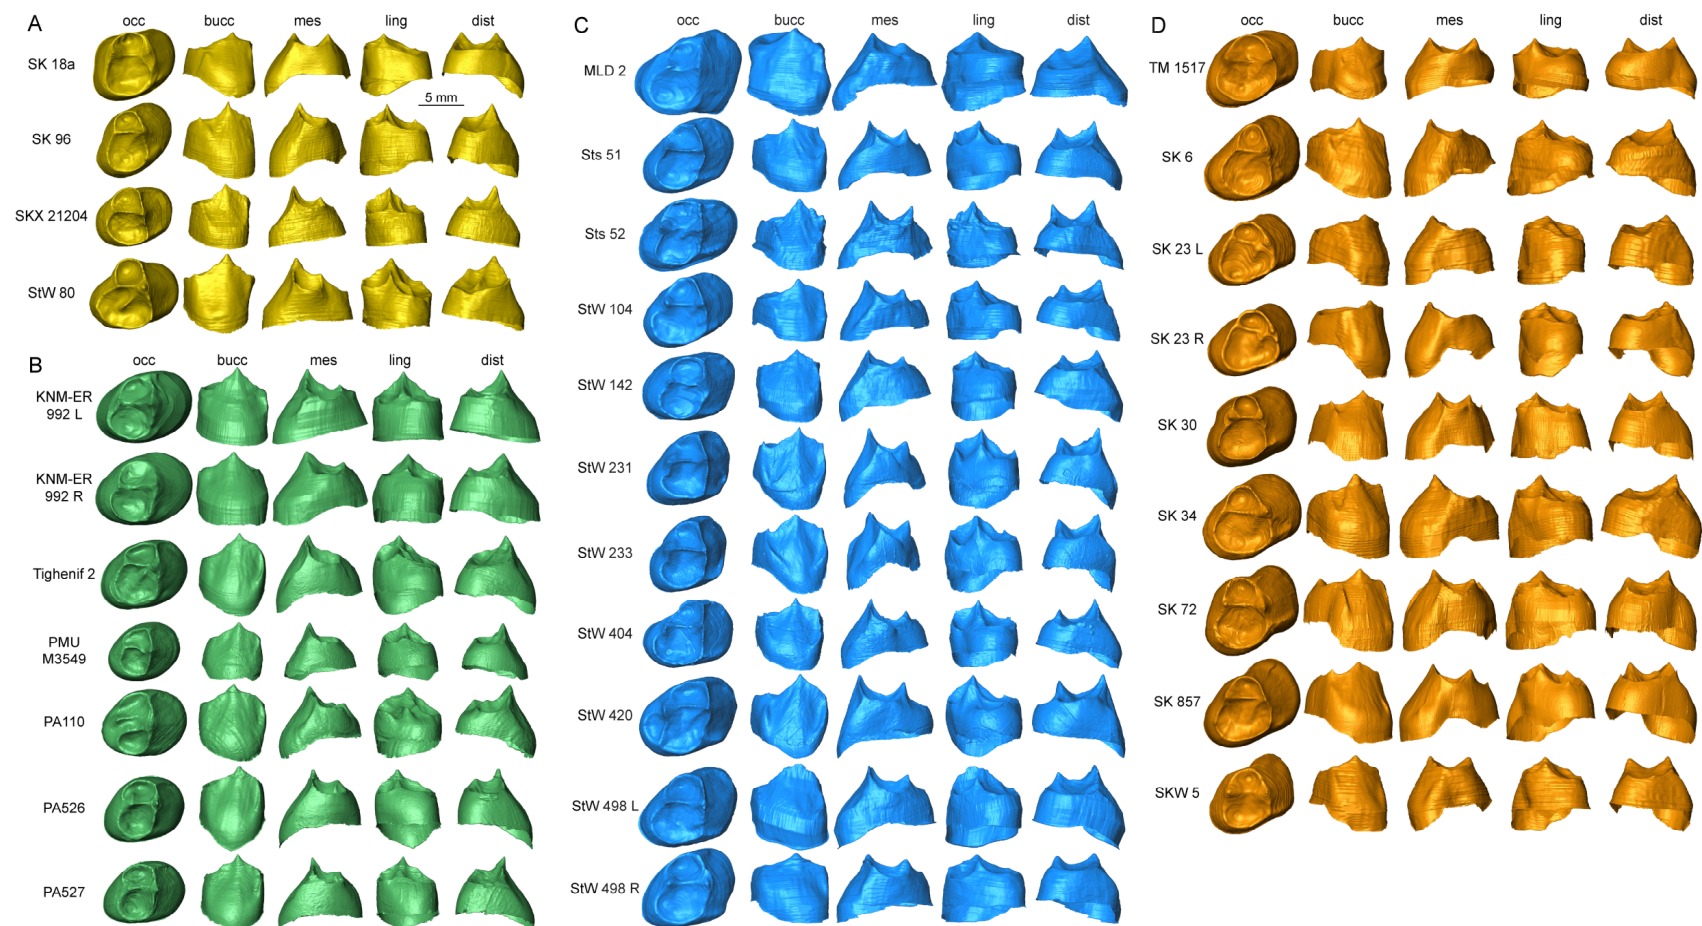 A
occ bucc mes ling dist
SK 18a
5 mm
SK 96
SKX 21204
StW 80
B
occ bucc mes ling dist
KNM-ER
992 L
KNM-ER
992 R
Tighenif 2
PMU
M3549
PA110
PA526
PA527
C
occ bucc mes ling dist
MLD 2
Sts 51
Sts 52
StW 104
StW 142
StW 231
StW 233
StW 404
StW 420
StW 498 L
StW 498 R
D
occ bucc mes ling dist
TM 1517
SK 6
SK 23 L
SK 23 R
SK 30
SK 34
SK 72
SK 857
SKW 5